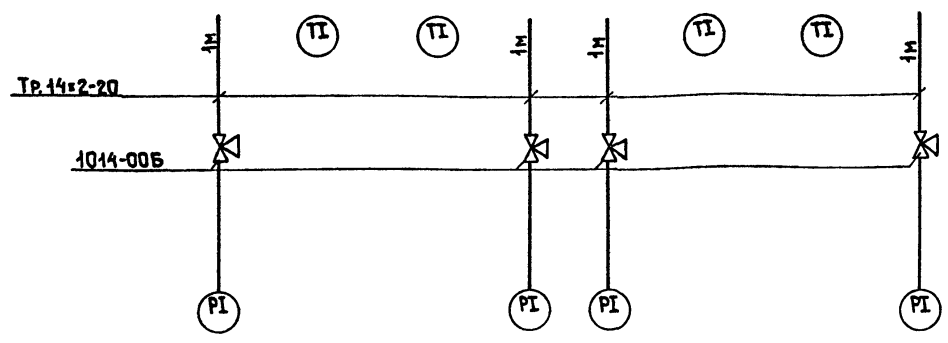 TI TI TI TI
1м 1м 1м 1м
Тр.14×2-20
1014-00Б
PI PI PI PI